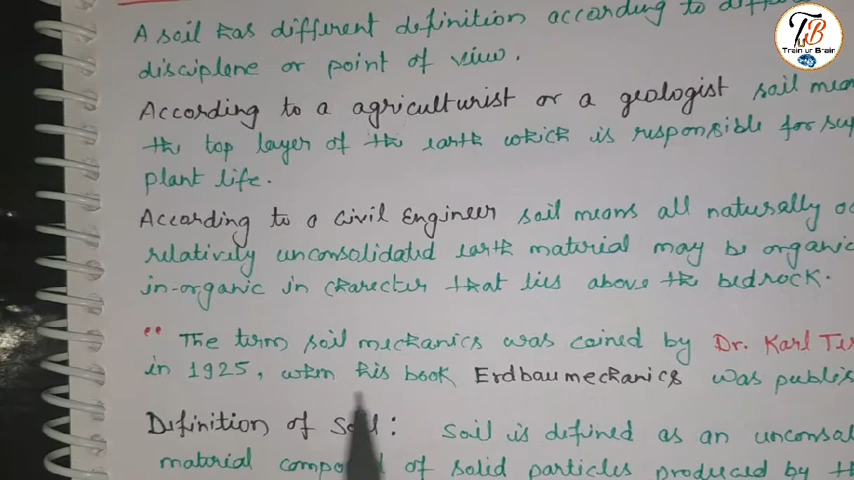 A soil has different definition according to
disciplene or point of view.
According to a agriculturist or a geologist soil
the top layer of the earth which is responsible for
plant life.
According to a Civil Engineer soil means all naturally
relatively unconsolidated earth material may be organic
in-organic in charecter that lies above the bedrock.
" The term soil mechanics was coined by Dr. Karl
in 1925, when his book Erdbaumechanics was
Definition of Soil: Soil is defined as an
material of solid particles produced by
TB
Train ur Brain